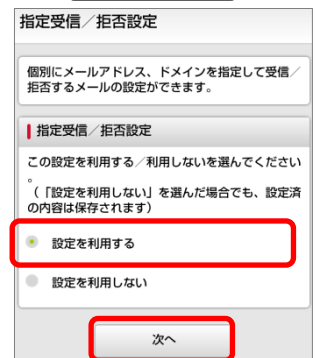 指定受信／拒否設定
個別にメールアドレス、ドメインを指定して受信／
拒否するメールの設定ができます。
指定受信／拒否設定
この設定を利用する／利用しないを選んでください
。
（「設定を利用しない」を選んだ場合でも、設定済
の内容は保存されます）
設定を利用する
設定を利用しない
次へ